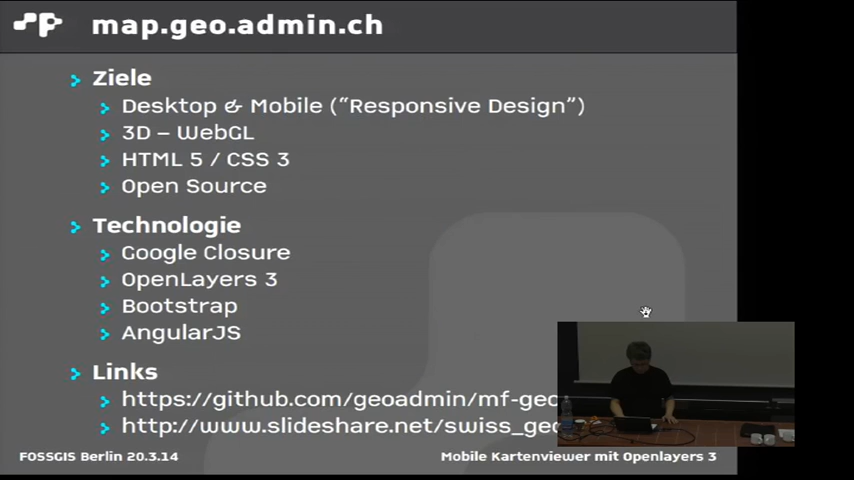 map.geo.admin.ch
Ziele
Desktop & Mobile (“Responsive Design”)
3D – WebGL
HTML 5 / CSS 3
Open Source
Technologie
Google Closure
OpenLayers 3
Bootstrap
AngularJS
Links
https://github.com/geoadmin/mf-geo
http://www.slideshare.net/swiss_geo
FOSSGIS Berlin 20.3.14
Mobile Kartenviewer mit Openlayers 3